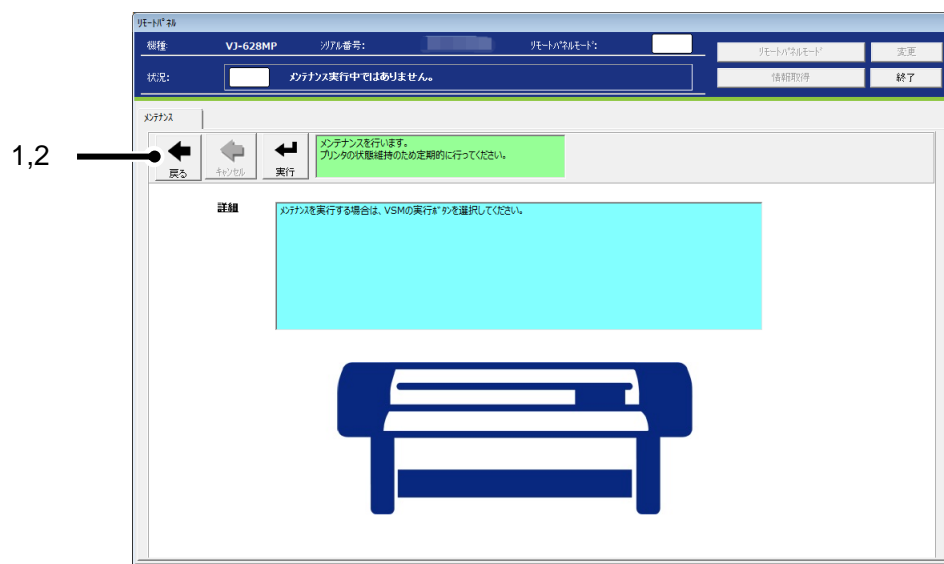 ﾘﾓｰﾄﾊﾟﾈﾙ
機種: VJ-628MP ｼﾘｱﾙ番号: ﾘﾓｰﾄﾊﾟﾈﾙﾓｰﾄﾞ: ﾘﾓｰﾄﾊﾟﾈﾙﾓｰﾄﾞ 変更
状況: ﾒﾝﾃﾅﾝｽ実行中ではありません。 情報取得 終了
ﾒﾝﾃﾅﾝｽ
1,2
戻る ｷｬﾝｾﾙ 実行
メンテナンスを行います。
プリンタの状態維持のため定期的に行ってください。
詳細
ﾒﾝﾃﾅﾝｽを実行する場合は、VSMの実行ﾎﾞﾀﾝを選択してください。